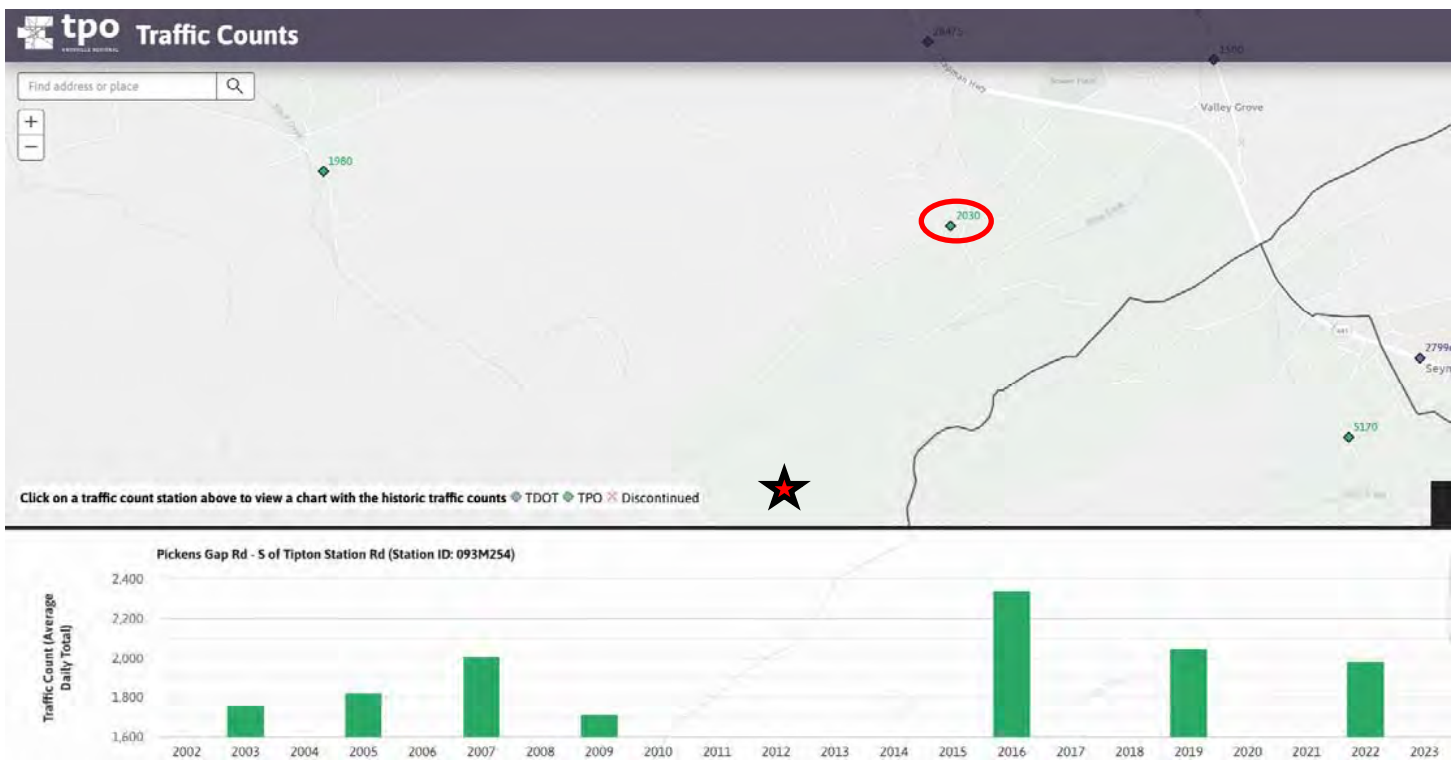 tpo Traffic Counts
KNOXVILLE REGIONAL
Find address or place
+
−
1980
2030
Valley Grove
441
Seym
5170
Click on a traffic count station above to view a chart with the historic traffic counts TDOT TPO Discontinued
Pickens Gap Rd - S of Tipton Station Rd (Station ID: 093M254)
Traffic Count (Average
Daily Total)
2,400
2,200
2,000
1,800
1,600
2002 2003 2004 2005 2006 2007 2008 2009 2010 2011 2012 2013 2014 2015 2016 2017 2018 2019 2020 2021 2022 2023